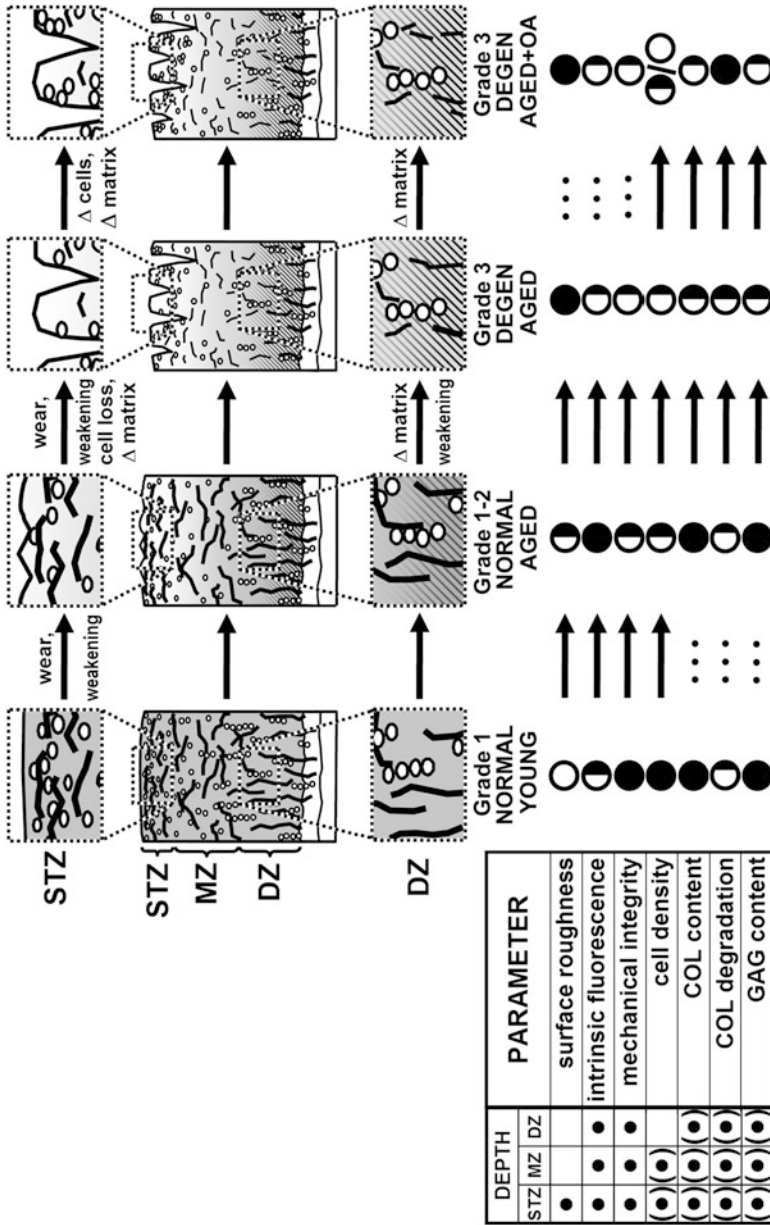 STZ
wear,
weakening
wear,
weakening
cell loss,
Δ matrix
Δ cells,
Δ matrix
STZ
MZ
DZ
DZ
Δ matrix
weakening
Δ matrix
Grade 1
NORMAL
YOUNG
Grade 1-2
NORMAL
AGED
Grade 3
DEGEN
AGED
Grade 3
DEGEN
AGED+OA
DEPTH PARAMETER
STZ MZ DZ
surface roughness
intrinsic fluorescence
mechanical integrity
cell density
COL content
COL degradation
GAG content